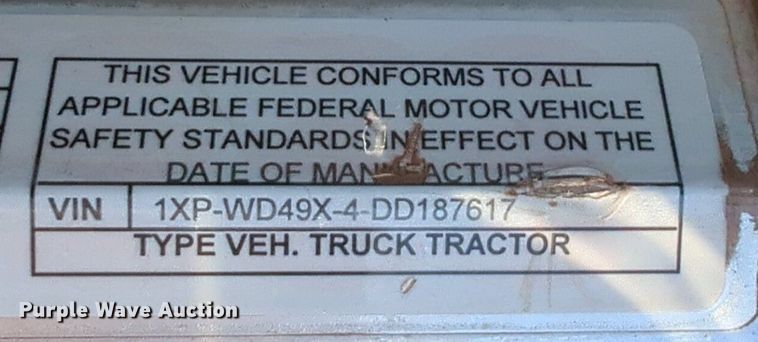 THIS VEHICLE CONFORMS TO ALL
APPLICABLE FEDERAL MOTOR VEHICLE
SAFETY STANDARDS IN EFFECT ON THE
DATE OF MANUFACTURE
VIN 1XP-WD49X-4-DD187617
TYPE VEH. TRUCK TRACTOR
Purple Wave Auction